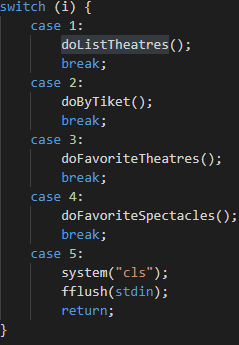 switch (i) {
    case 1:
        doListTheatres();
        break;
    case 2:
        doByTiket();
        break;
    case 3:
        doFavoriteTheatres();
        break;
    case 4:
        doFavoriteSpectacles();
        break;
    case 5:
        system("cls");
        fflush(stdin);
        return;
}